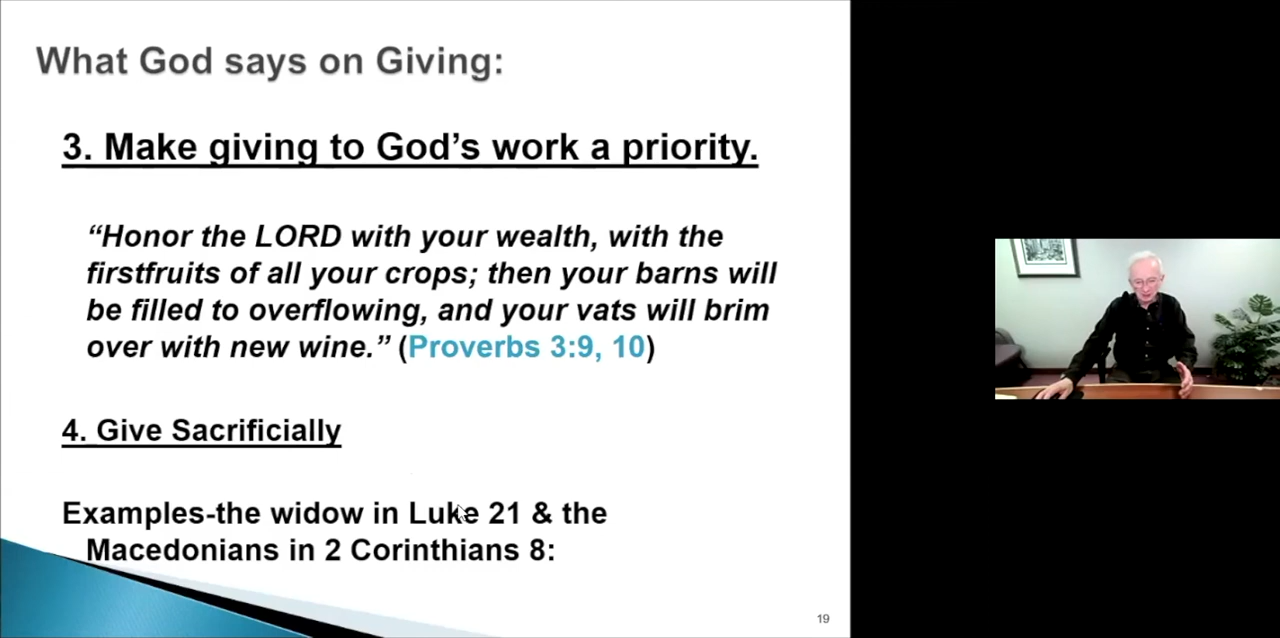 What God says on Giving:
3. Make giving to God’s work a priority.
“Honor the LORD with your wealth, with the
firstfruits of all your crops; then your barns will
be filled to overflowing, and your vats will brim
over with new wine.” (Proverbs 3:9, 10)
4. Give Sacrificially
Examples-the widow in Luke 21 & the
Macedonians in 2 Corinthians 8:
19